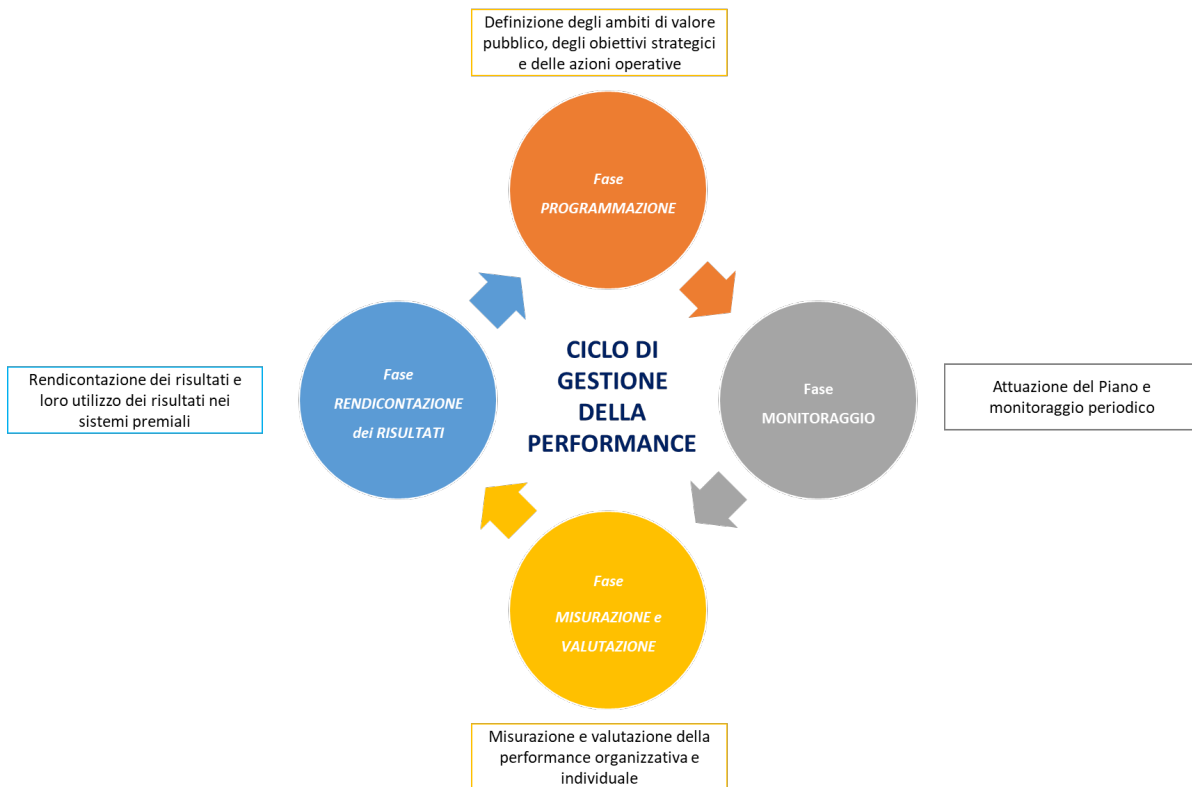 Definizione degli ambiti di valore
pubblico, degli obiettivi strategici
e delle azioni operative
Fase
PROGRAMMAZIONE
CICLO DI
GESTIONE
DELLA
PERFORMANCE
Fase
RENDICONTAZIONE
dei RISULTATI
Rendicontazione dei risultati e
loro utilizzo dei risultati nei
sistemi premiali
Fase
MONITORAGGIO
Attuazione del Piano e
monitoraggio periodico
Fase
MISURAZIONE e
VALUTAZIONE
Misurazione e valutazione della
performance organizzativa e
individuale